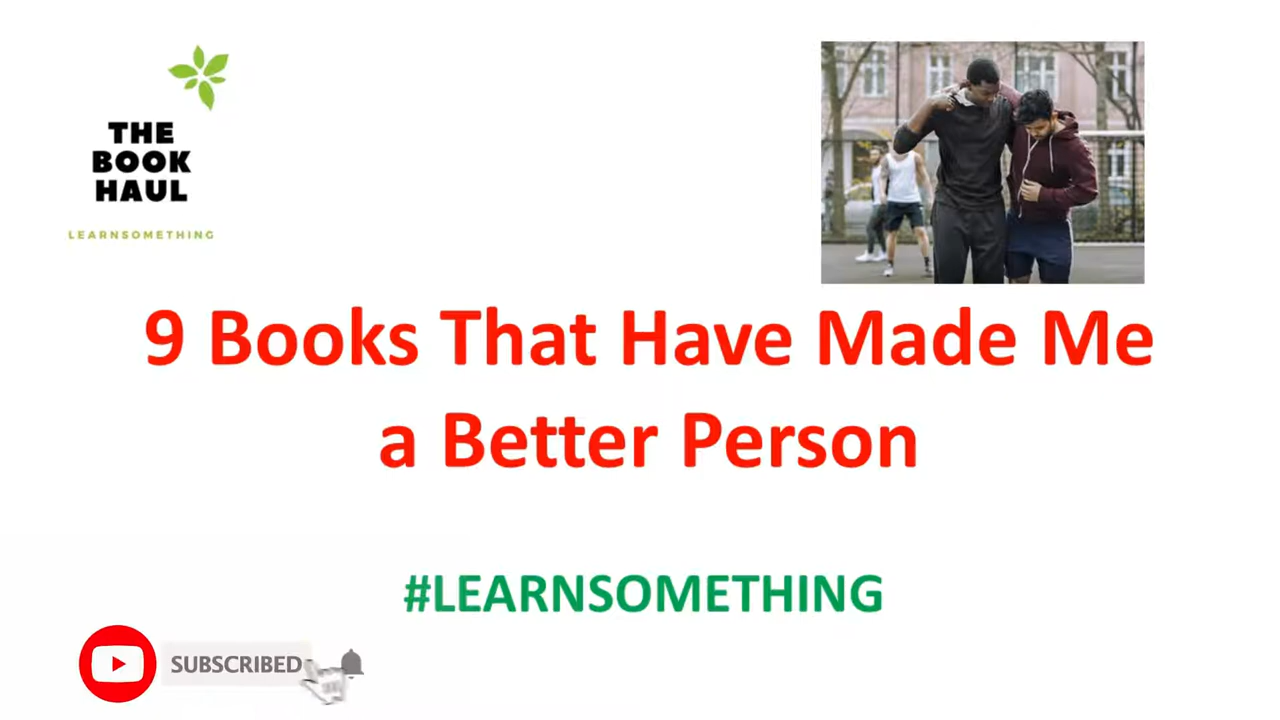 THE
BOOK
HAUL
LEARNSOMETHING
9 Books That Have Made Me
a Better Person
#LEARNSOMETHING
SUBSCRIBED